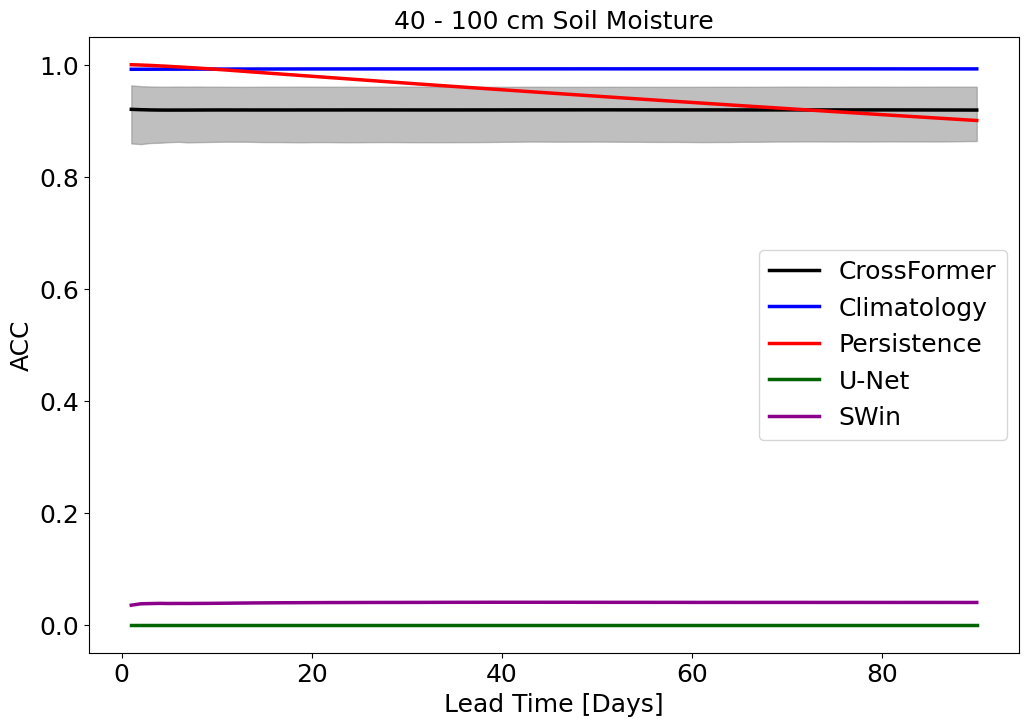 40 - 100 cm Soil Moisture
ACC
1.0
0.8
0.6
0.4
0.2
0.0
CrossFormer
Climatology
Persistence
U-Net
SWin
0 20 40 60 80
Lead Time [Days]